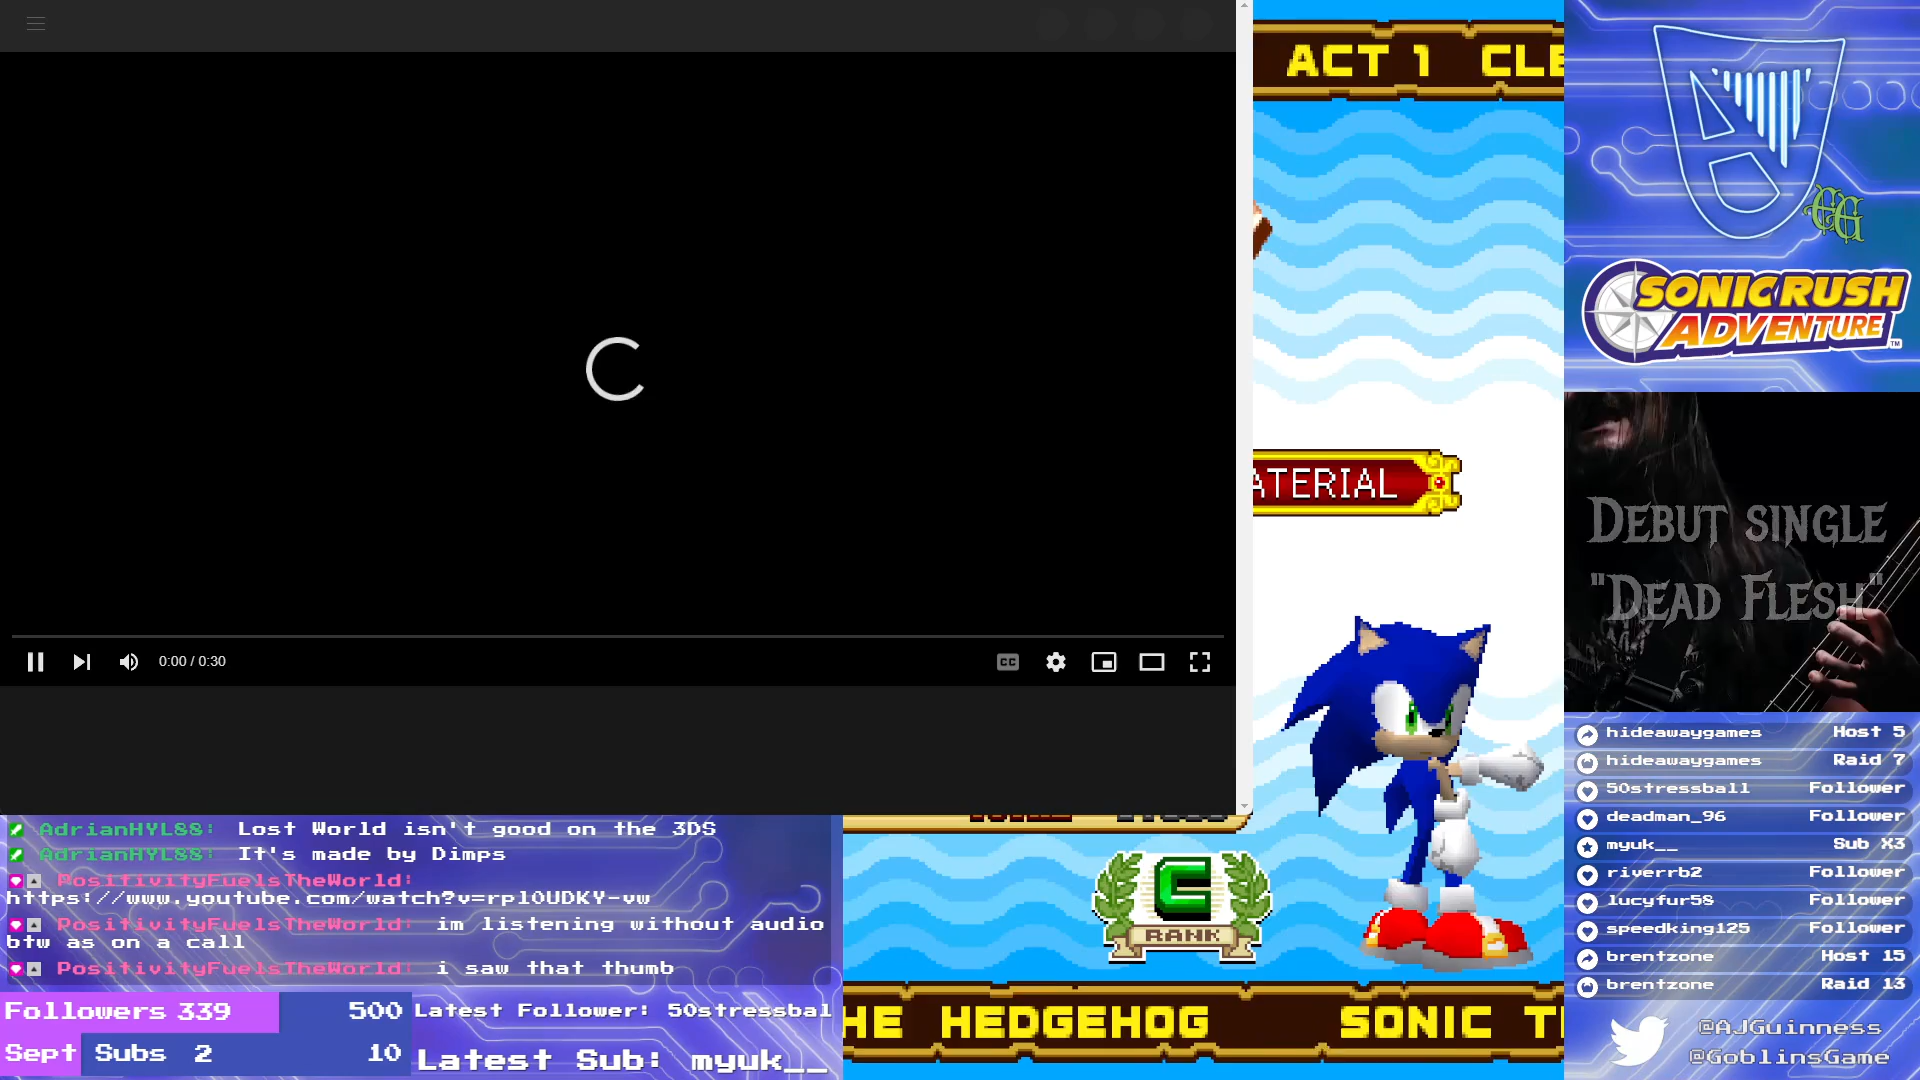 ACT 1 CLE
SONIC RUSH
ADVENTURE™
ATERIAL
DEBUT SINGLE
"DEAD FLESH"
0:00 / 0:30
CC
hideawaygames Host 5
hideawaygames Raid 7
50stressball Follower
deadman_96 Follower
myuk__ Sub X3
riverrb2 Follower
lucyfur58 Follower
speedking125 Follower
brentzone Host 15
brentzone Raid 13
@AJGuinness
@GoblinsGame
AdrianHYL88: Lost World isn't good on the 3DS
AdrianHYL88: It's made by Dimps
PositivityFuelsTheWorld:
https://www.youtube.com/watch?v=rpl0UDKY-vw
PositivityFuelsTheWorld: im listening without audio
btw as on a call
PositivityFuelsTheWorld: i saw that thumb
Followers 339 500
Sept Subs 2 10
Latest Follower: 50stressbal
Latest Sub: myuk__
RANK
HE HEDGEHOG SONIC T